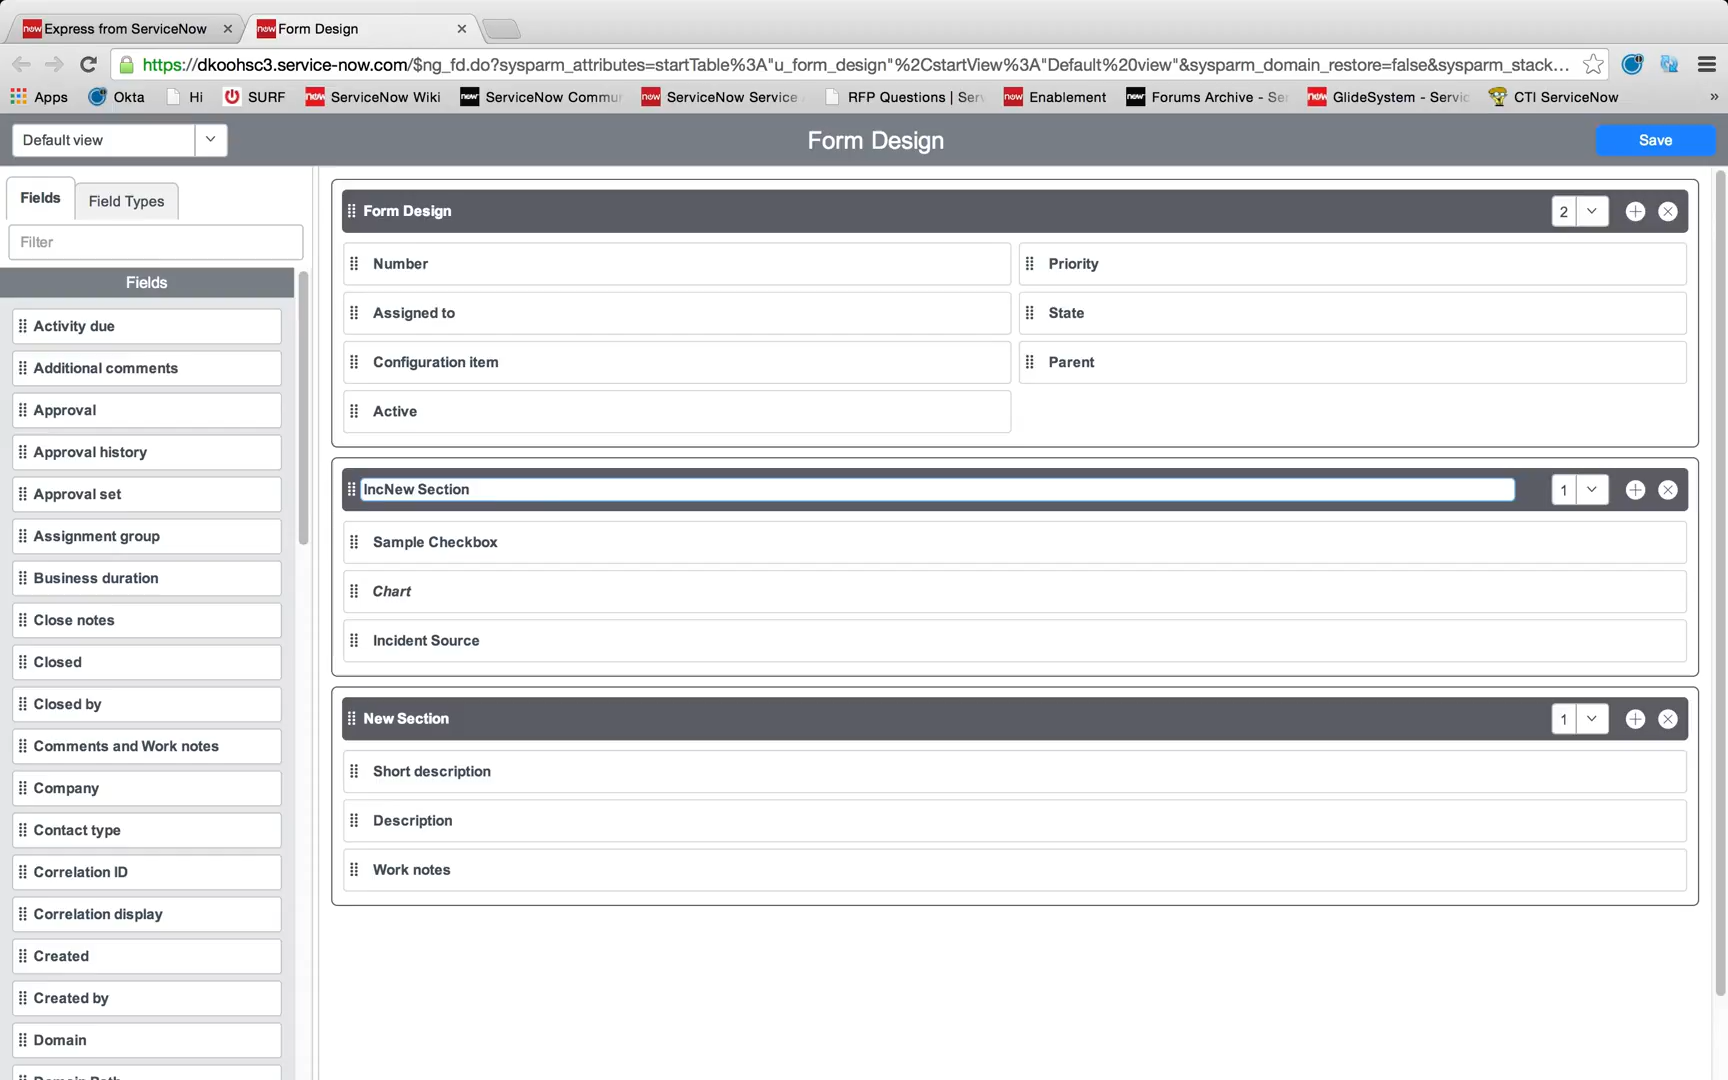 Express from ServiceNow
Form Design
https://dkoohsc3.service-now.com/$ng_fd.do?sysparm_attributes=startTable%3A"u_form_design"%2CstartView%3A"Default%20view"&sysparm_domain_restore=false&sysparm_stack...
Apps Okta Hi SURF ServiceNow Wiki ServiceNow Commu ServiceNow Service RFP Questions | Serv Enablement Forums Archive - Se GlideSystem - Servic CTI ServiceNow »
Default view
Form Design
Save
Fields
Field Types
Filter
Fields
Activity due
Additional comments
Approval
Approval history
Approval set
Assignment group
Business duration
Close notes
Closed
Closed by
Comments and Work notes
Company
Contact type
Correlation ID
Correlation display
Created
Created by
Domain
Domain Path
Form Design 2
Number
Priority
Assigned to
State
Configuration item
Parent
Active
IncNew Section 1
Sample Checkbox
Chart
Incident Source
New Section 1
Short description
Description
Work notes